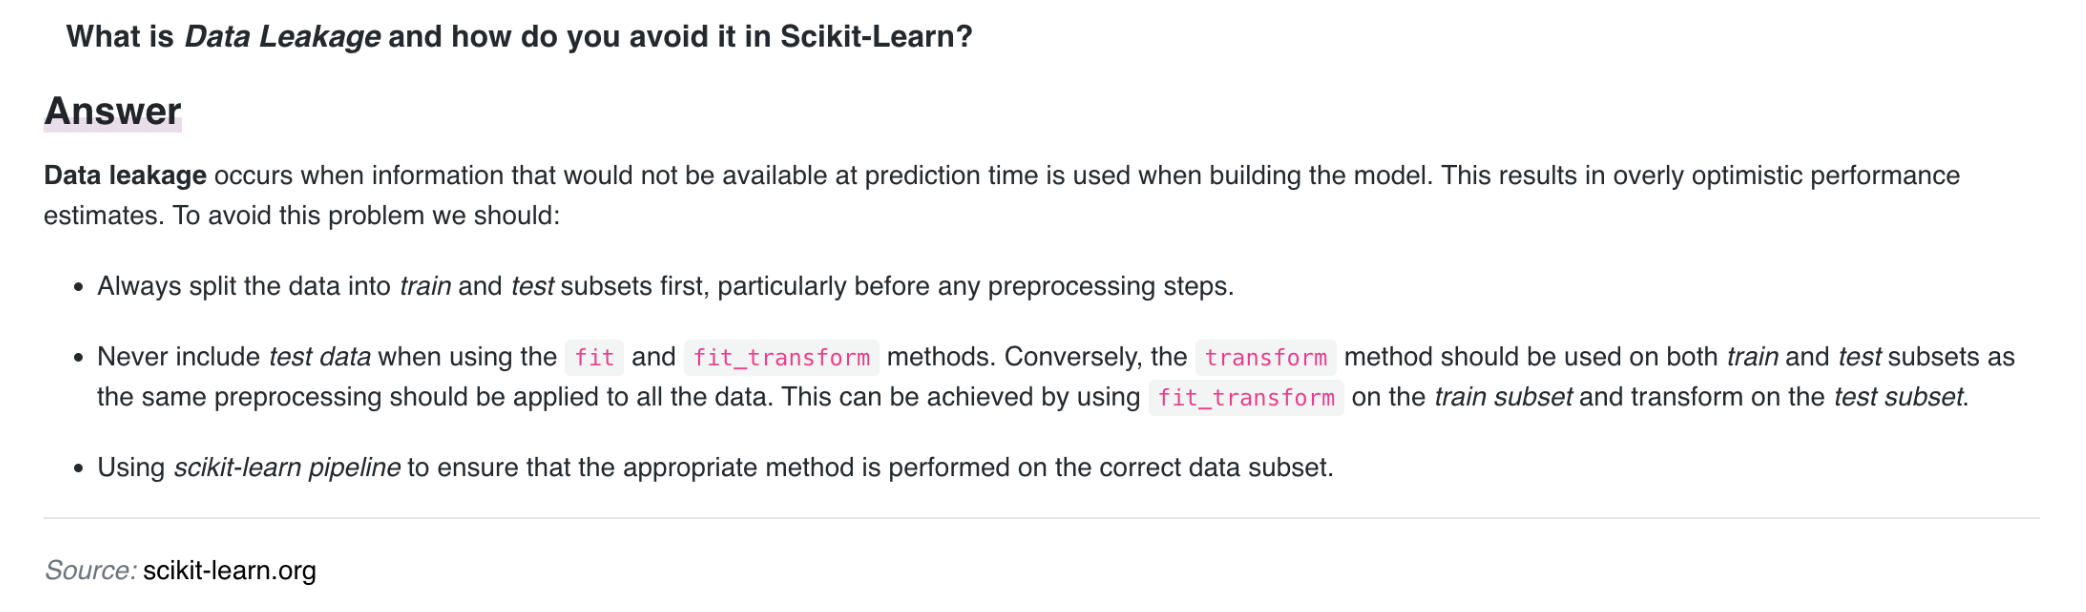 What is Data Leakage and how do you avoid it in Scikit-Learn?
Answer
Data leakage occurs when information that would not be available at prediction time is used when building the model. This results in overly optimistic performance
estimates. To avoid this problem we should:
• Always split the data into train and test subsets first, particularly before any preprocessing steps.
• Never include test data when using the fit and fit_transform methods. Conversely, the transform method should be used on both train and test subsets as
the same preprocessing should be applied to all the data. This can be achieved by using fit_transform on the train subset and transform on the test subset.
• Using scikit-learn pipeline to ensure that the appropriate method is performed on the correct data subset.
Source: scikit-learn.org